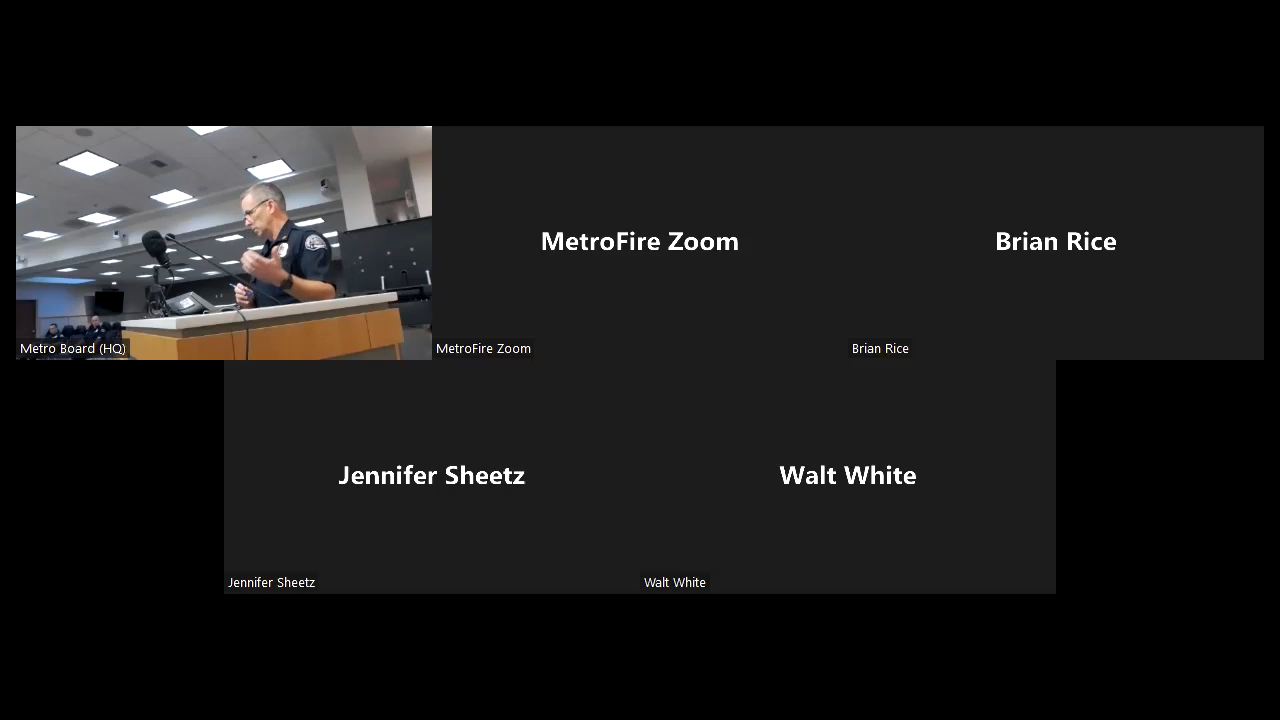 MetroFire Zoom
Brian Rice
Metro Board (HQ)
MetroFire Zoom
Brian Rice
Jennifer Sheetz
Walt White
Jennifer Sheetz
Walt White